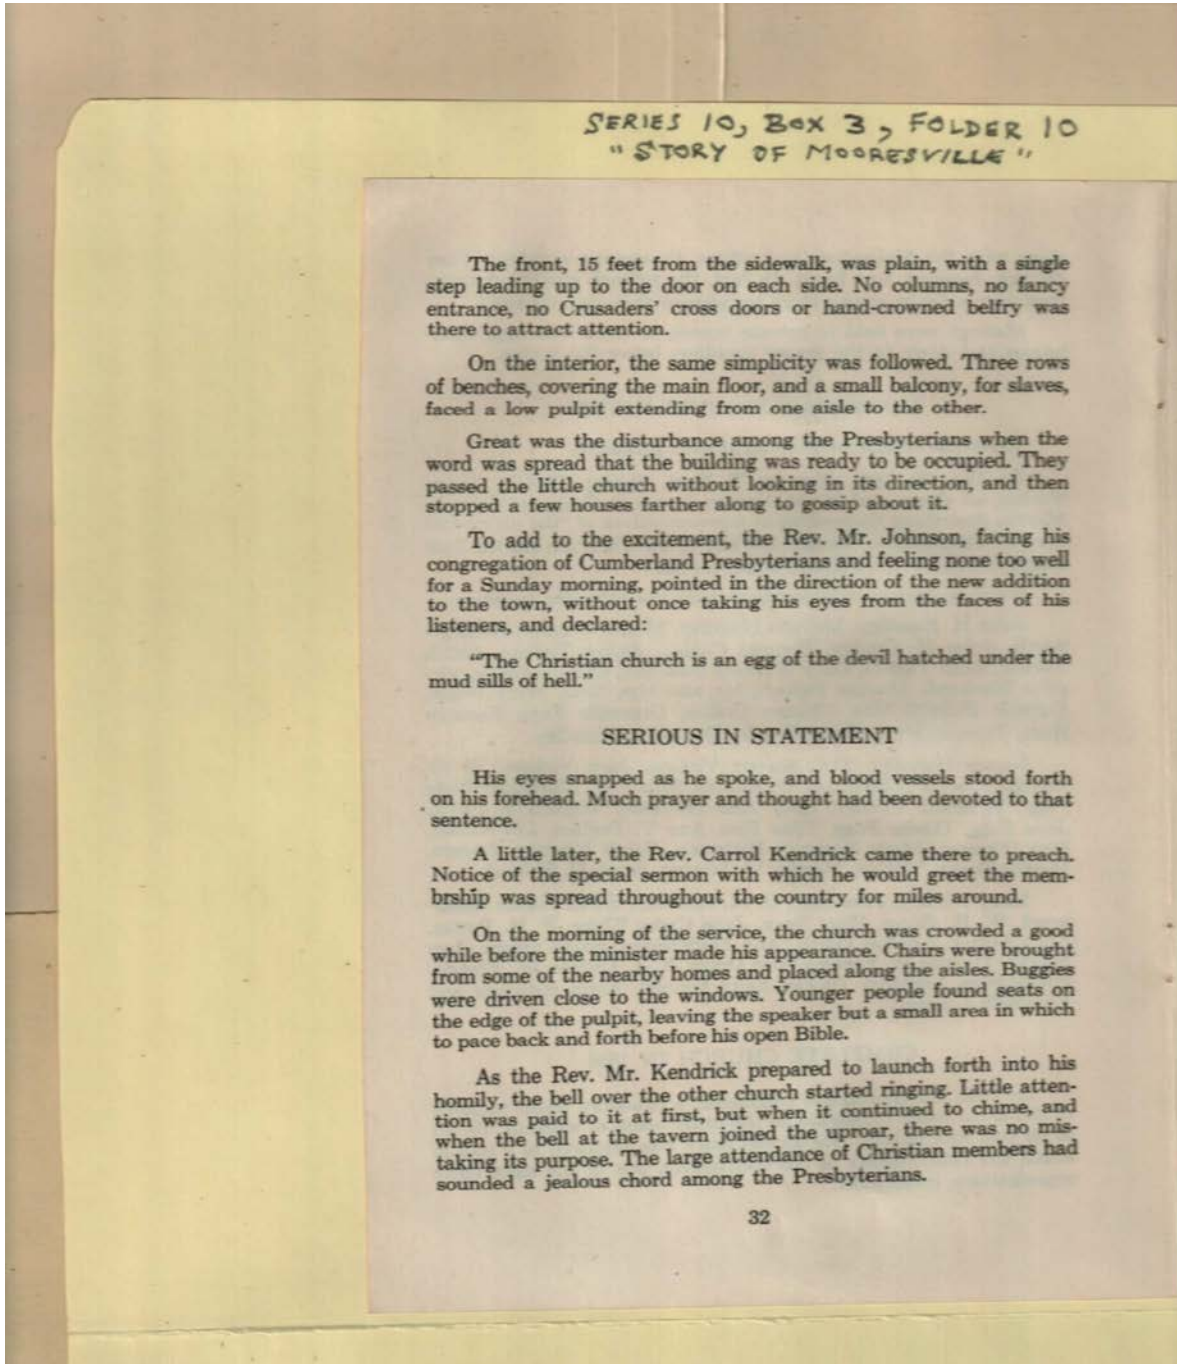 SERIES 10, BOX 3, FOLDER 10
"STORY OF MOORESVILLE"
The front, 15 feet from the sidewalk, was plain, with a single
step leading up to the door on each side. No columns, no fancy
entrance, no Crusaders' cross doors or hand-crowned belfry was
there to attract attention.
On the interior, the same simplicity was followed. Three rows
of benches, covering the main floor, and a small balcony, for slaves,
faced a low pulpit extending from one aisle to the other.
Great was the disturbance among the Presbyterians when the
word was spread that the building was ready to be occupied. They
passed the little church without looking in its direction, and then
stopped a few houses farther along to gossip about it.
To add to the excitement, the Rev. Mr. Johnson, facing his
congregation of Cumberland Presbyterians and feeling none too well
for a Sunday morning, pointed in the direction of the new addition
to the town, without once taking his eyes from the faces of his
listeners, and declared:
"The Christian church is an egg of the devil hatched under the
mud sills of hell."
SERIOUS IN STATEMENT
His eyes snapped as he spoke, and blood vessels stood forth
on his forehead. Much prayer and thought had been devoted to that
sentence.
A little later, the Rev. Carrol Kendrick came there to preach.
Notice of the special sermon with which he would greet the mem-
brship was spread throughout the country for miles around.
On the morning of the service, the church was crowded a good
while before the minister made his appearance. Chairs were brought
from some of the nearby homes and placed along the aisles. Buggies
were driven close to the windows. Younger people found seats on
the edge of the pulpit, leaving the speaker but a small area in which
to pace back and forth before his open Bible.
As the Rev. Mr. Kendrick prepared to launch forth into his
homily, the bell over the other church started ringing. Little atten-
tion was paid to it at first, but when it continued to chime, and
when the bell at the tavern joined the uproar, there was no mis-
taking its purpose. The large attendance of Christian members had
sounded a jealous chord among the Presbyterians.
32